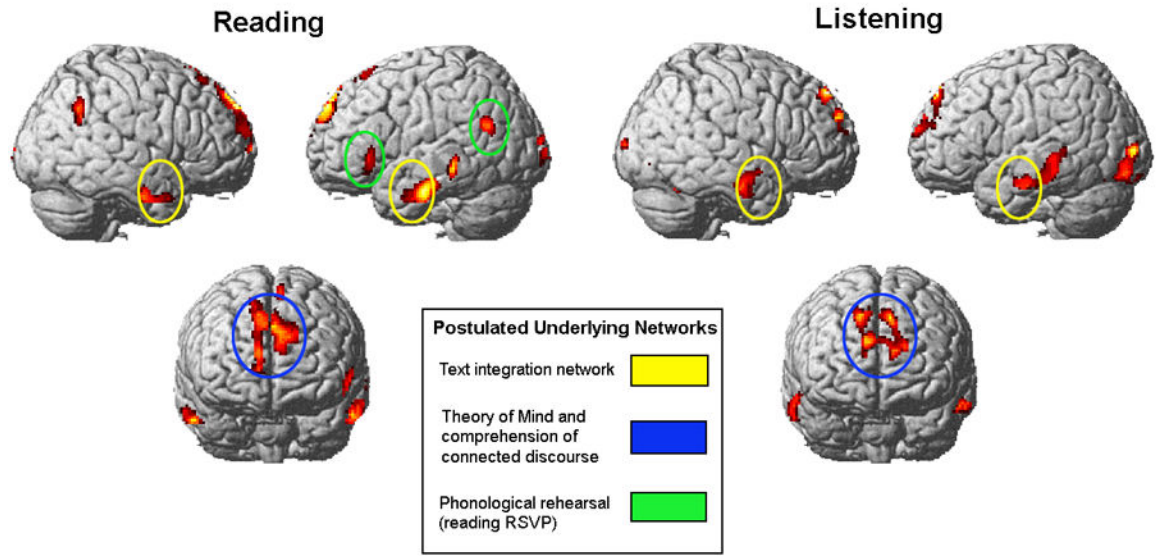 Reading
Listening
Postulated Underlying Networks
Text integration network
Theory of Mind and
comprehension of
connected discourse
Phonological rehearsal
(reading RSVP)